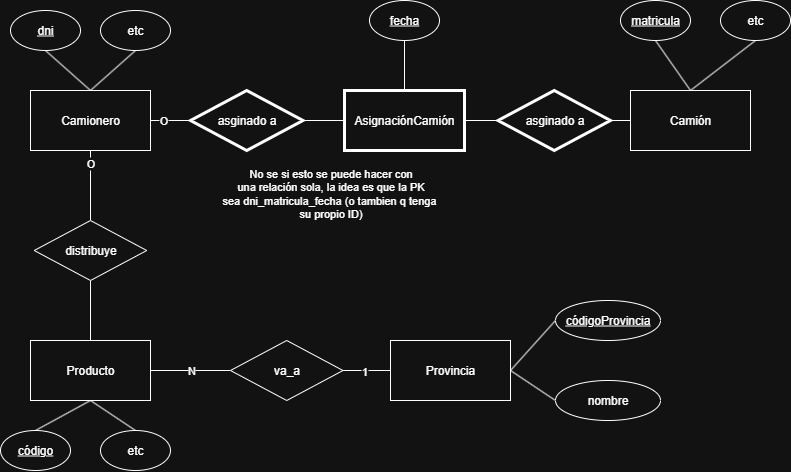 dni
etc
fecha
matricula
etc
Camionero
O
asginado a
AsignaciónCamión
asginado a
Camión
O
No se si esto se puede hacer con
una relación sola, la idea es que la PK
sea dni_matricula_fecha (o tambien q tenga
su propio ID)
distribuye
códigoProvincia
Producto
N
va_a
1
Provincia
nombre
código
etc